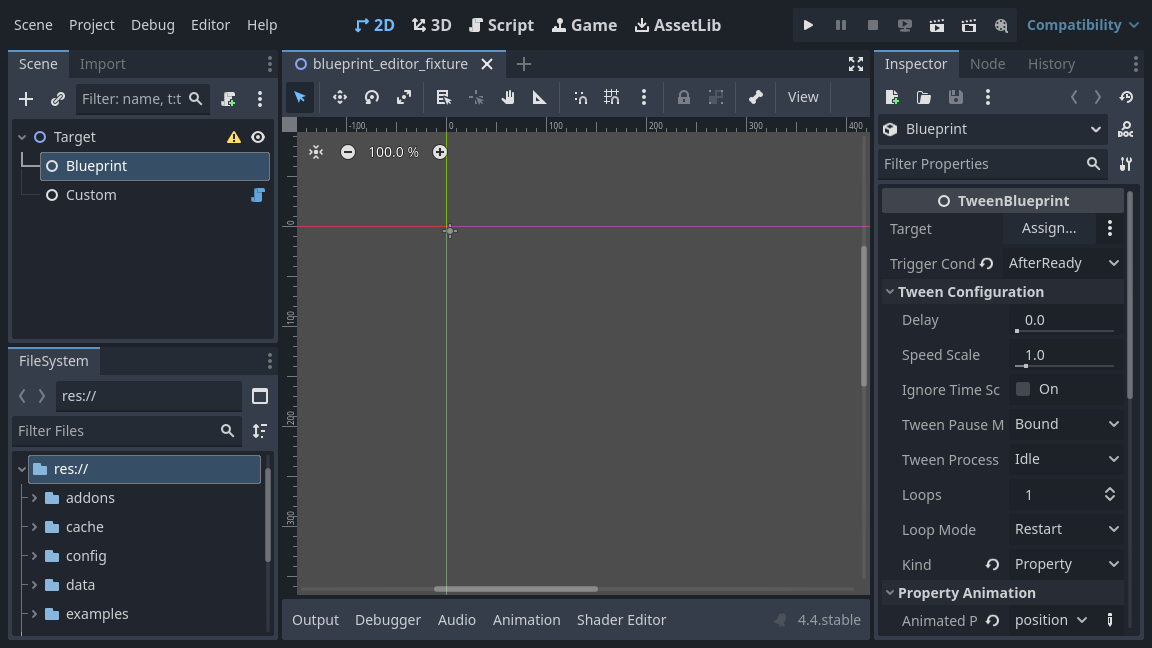 Scene Project Debug Editor Help 2D 3D Script Game AssetLib Compatibility
Scene Import
Filter: name, t:t
Target
Blueprint
Custom
FileSystem
res://
Filter Files
res://
addons
cache
config
data
examples
blueprint_editor_fixture
View
-100 0 100 200 300 400
100.0 %
0
100
200
300
Output Debugger Audio Animation Shader Editor 4.4.stable
Inspector Node History
Blueprint
Filter Properties
TweenBlueprint
Target Assign...
Trigger Cond AfterReady
Tween Configuration
Delay 0.0
Speed Scale 1.0
Ignore Time Sc On
Tween Pause M Bound
Tween Process Idle
Loops 1
Loop Mode Restart
Kind Property
Property Animation
Animated P position